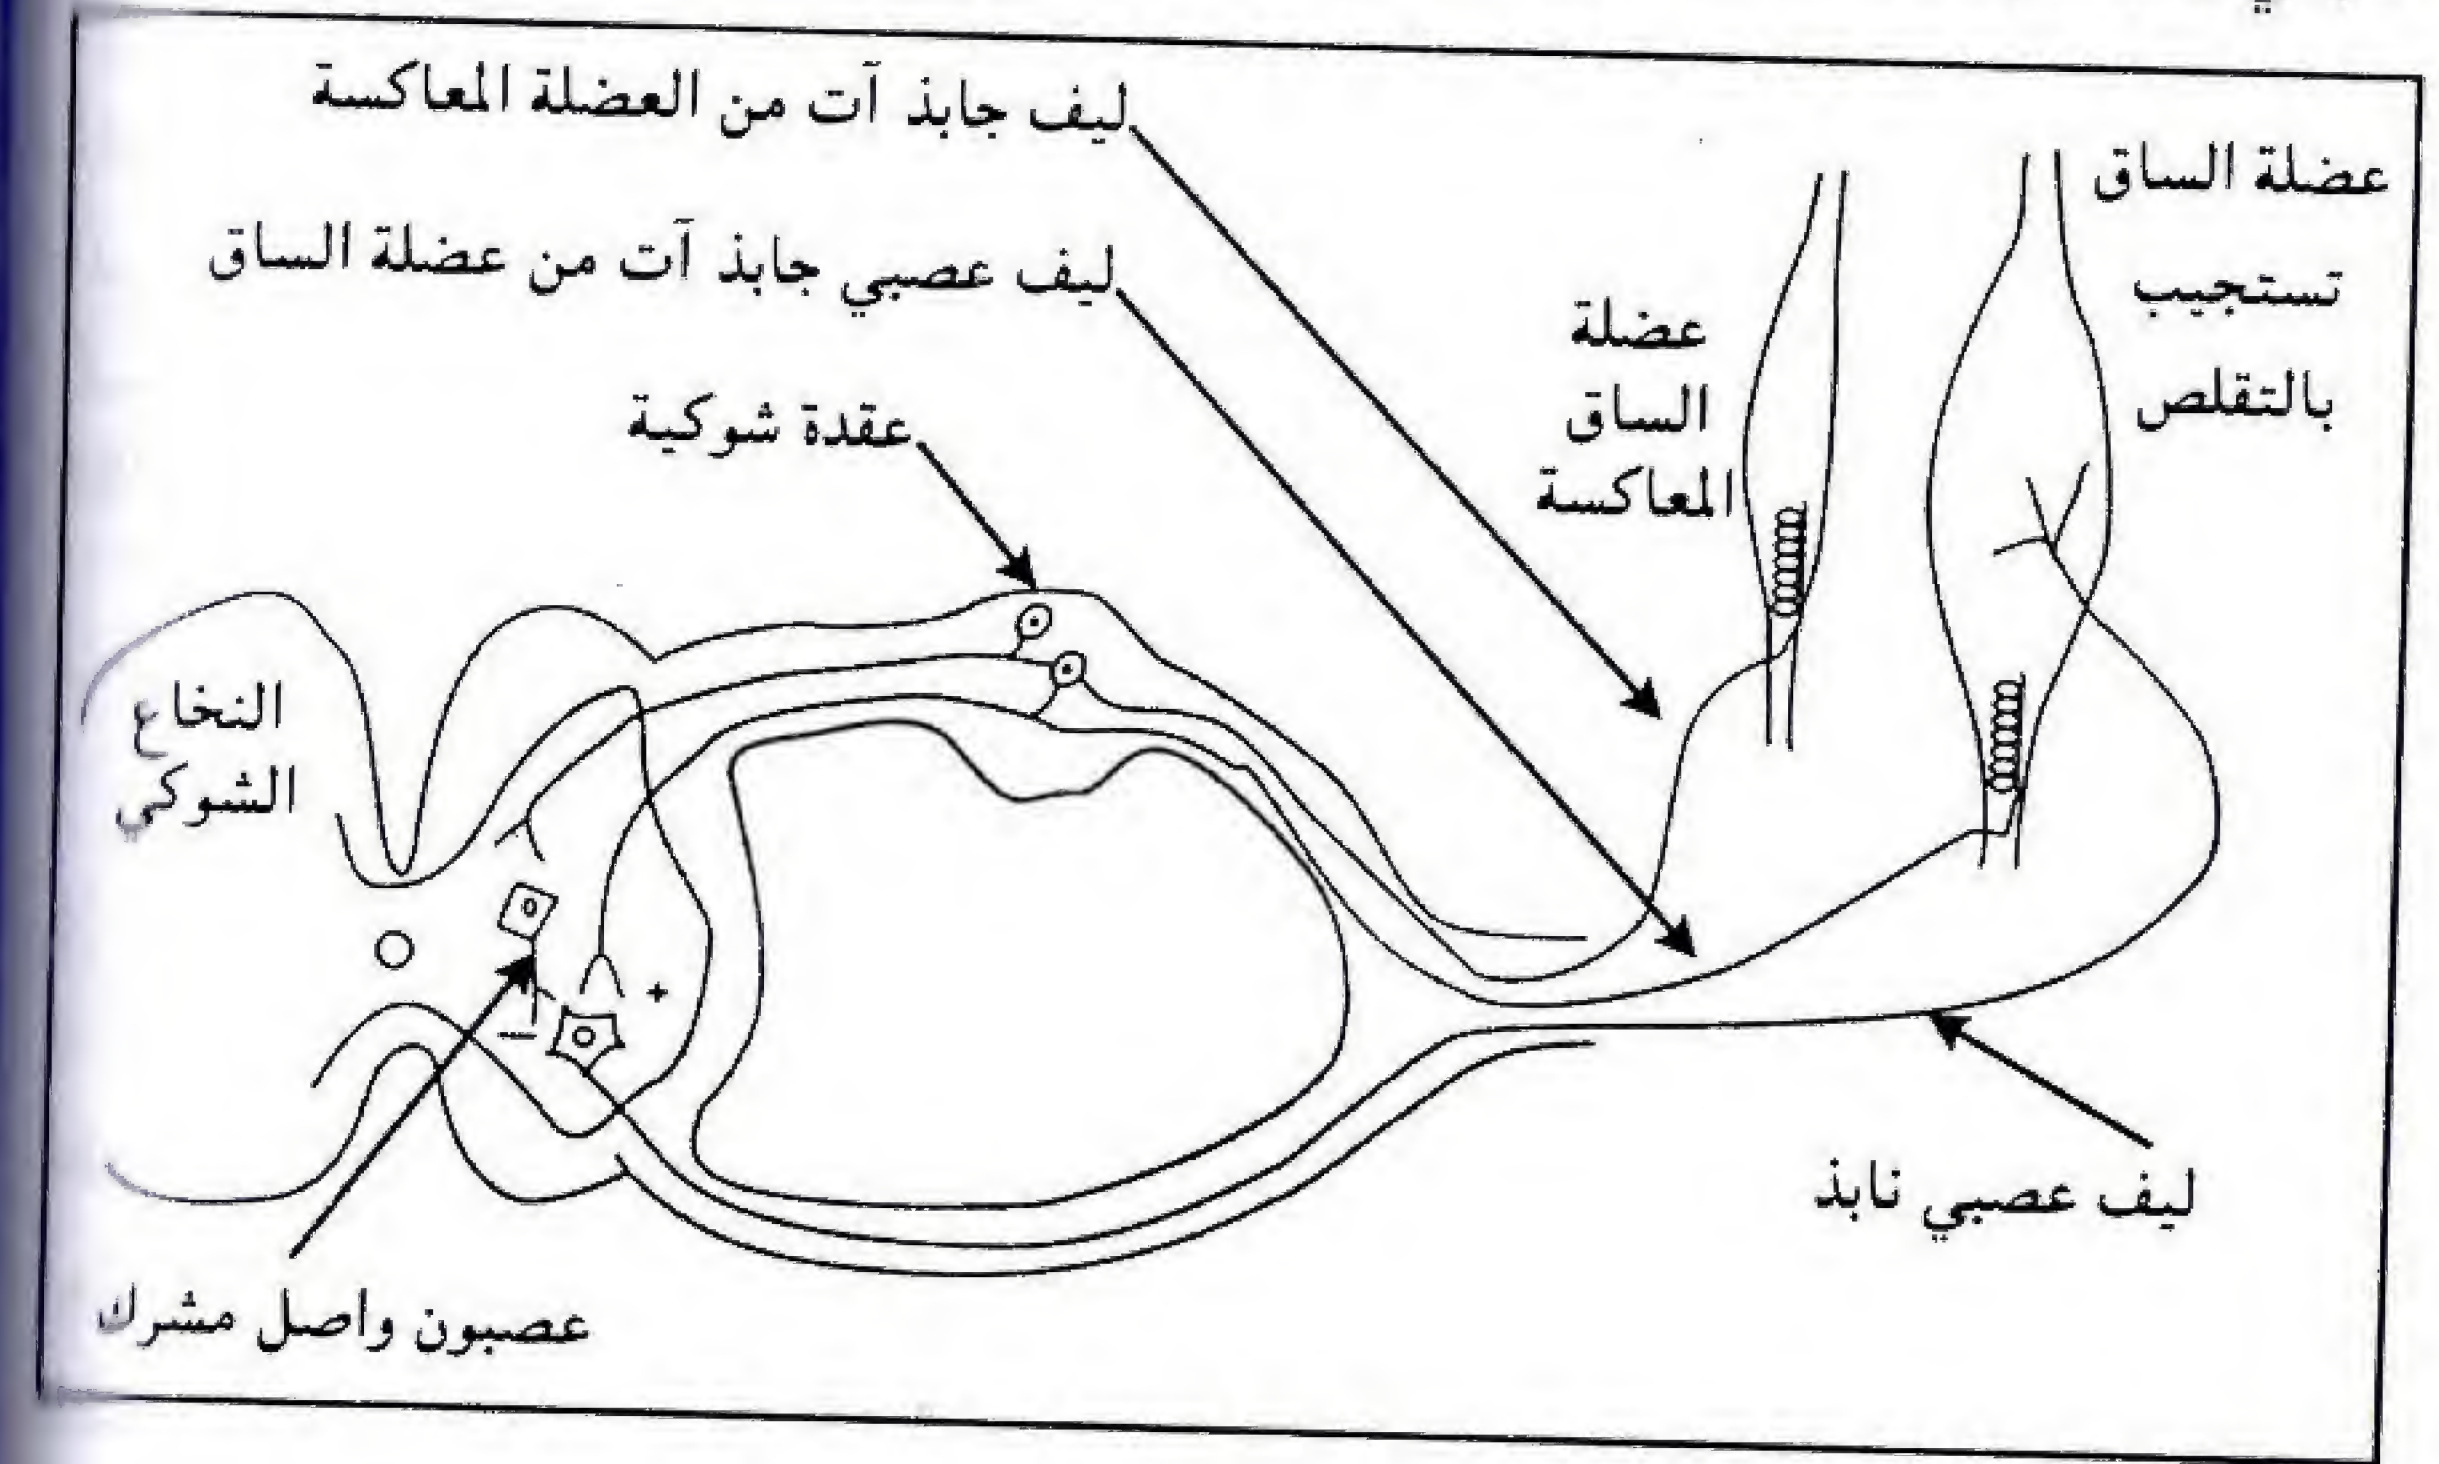 ليف جابذ آت من العضلة المعاكسة
عضلة الساق
تستجيب
بالتقلص
ليف عصبي جابذ آت من عضلة الساق
عضلة
الساق
المعاكسة
عقدة شوكية
النخاع
الشوكي
+
—
ليف عصبي نابذ
عصبون واصل مشرك